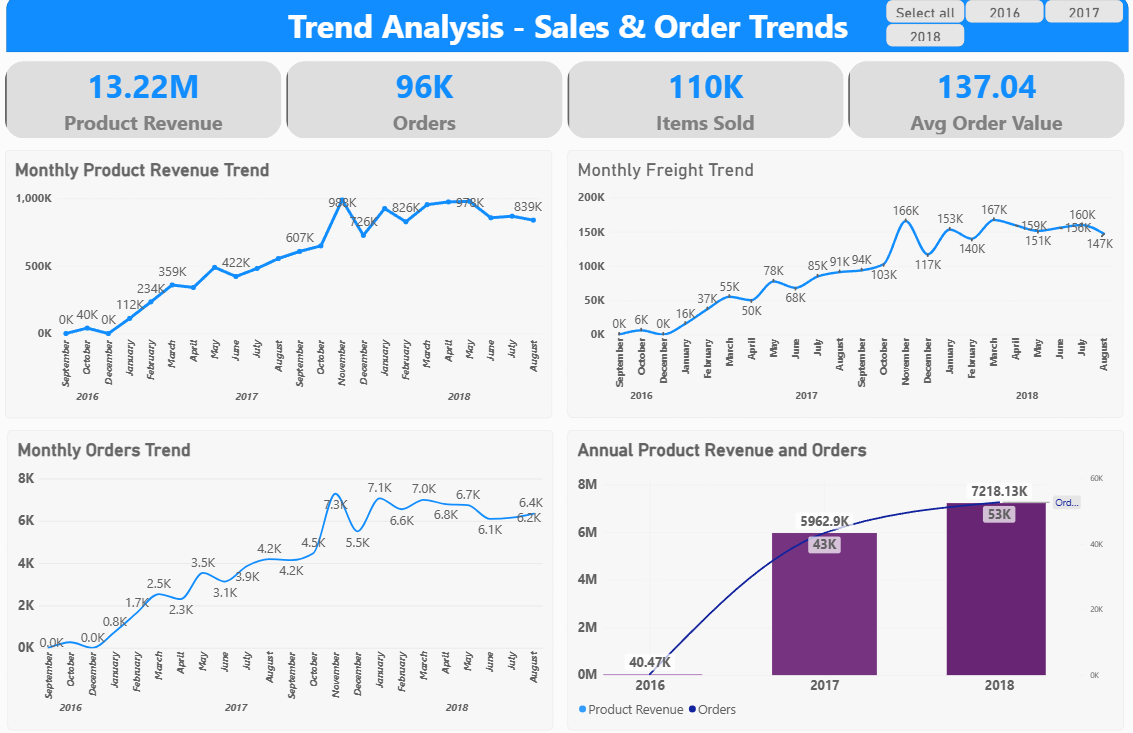 Trend Analysis - Sales & Order Trends
Select all 2016 2017
2018
13.22M 96K 110K 137.04
Product Revenue Orders Items Sold Avg Order Value
Monthly Product Revenue Trend
1,000K
500K
0K
0K 40K 0K 112K 234K 359K 422K 607K 983K 726K 826K 978K 839K
September October December January February March April May June July August September October November December January February March April May June July August
2016 2017 2018
Monthly Freight Trend
200K
150K
100K
50K
0K
0K 6K 0K 16K 37K 55K 50K 78K 68K 85K 91K 94K 103K 166K 117K 153K 140K 167K 159K 151K 156K 160K 147K
September October December January February March April May June July August September October November December January February March April May June July August
2016 2017 2018
Monthly Orders Trend
8K
6K
4K
2K
0K
0.0K 0.0K 0.8K 1.7K 2.5K 2.3K 3.5K 3.1K 3.9K 4.2K 4.2K 4.5K 7.3K 5.5K 7.1K 6.6K 7.0K 6.8K 6.7K 6.1K 6.2K 6.4K
September October December January February March April May June July August September October November December January February March April May June July August
2016 2017 2018
Annual Product Revenue and Orders
8M
6M
4M
2M
0M
60K
40K
20K
0K
40.47K 5962.9K 7218.13K
43K 53K
Ord...
2016 2017 2018
Product Revenue Orders